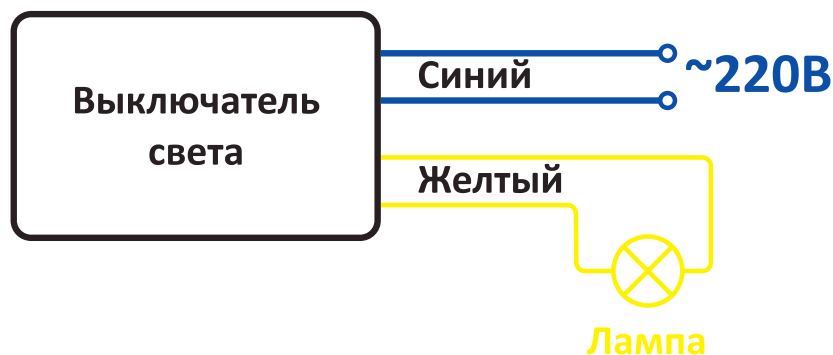 Выключатель
света
Синий
~220В
Желтый
Лампа